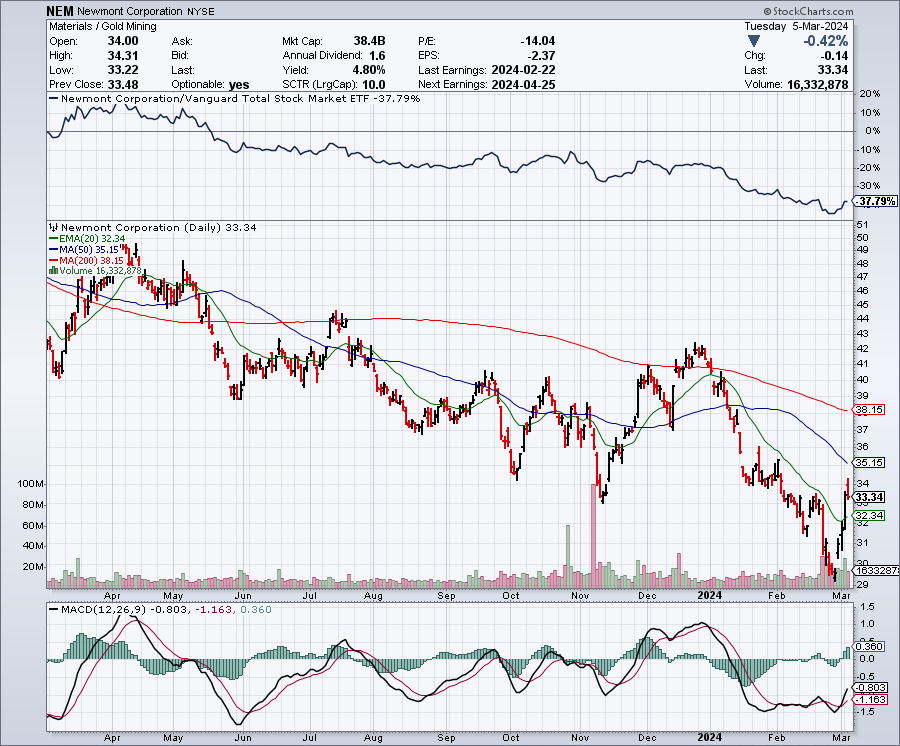 NEM Newmont Corporation NYSE © StockCharts.com
Materials / Gold Mining Tuesday 5-Mar-2024
Open: 34.00 Ask: Mkt Cap: 38.4B P/E: -14.04 ▼ -0.42%
High: 34.31 Bid: Annual Dividend: 1.6 EPS: -2.37 Chg: -0.14
Low: 33.22 Last: Yield: 4.80% Last Earnings: 2024-02-22 Last: 33.34
Prev Close: 33.48 Optionable: yes SCTR (LrgCap): 10.0 Next Earnings: 2024-04-25 Volume: 16,332,878
Newmont Corporation/Vanguard Total Stock Market ETF -37.79%
20%
10%
0%
-10%
-20%
-30%
-37.79%
Newmont Corporation (Daily) 33.34
EMA(20) 32.34
MA(50) 35.15
MA(200) 38.15
Volume 16,332,878
51
50
49
48
47
46
45
44
43
42
41
40
39
38.15
37
36
35.15
34
33.34
32.34
32
31
30
16332878
29
100M
80M
60M
40M
20M
Apr May Jun Jul Aug Sep Oct Nov Dec 2024 Feb Mar
MACD(12,26,9) -0.803, -1.163, 0.360
1.5
1.0
0.5
0.360
0.0
-0.5
-0.803
-1.163
-1.5
Apr May Jun Jul Aug Sep Oct Nov Dec 2024 Feb Mar